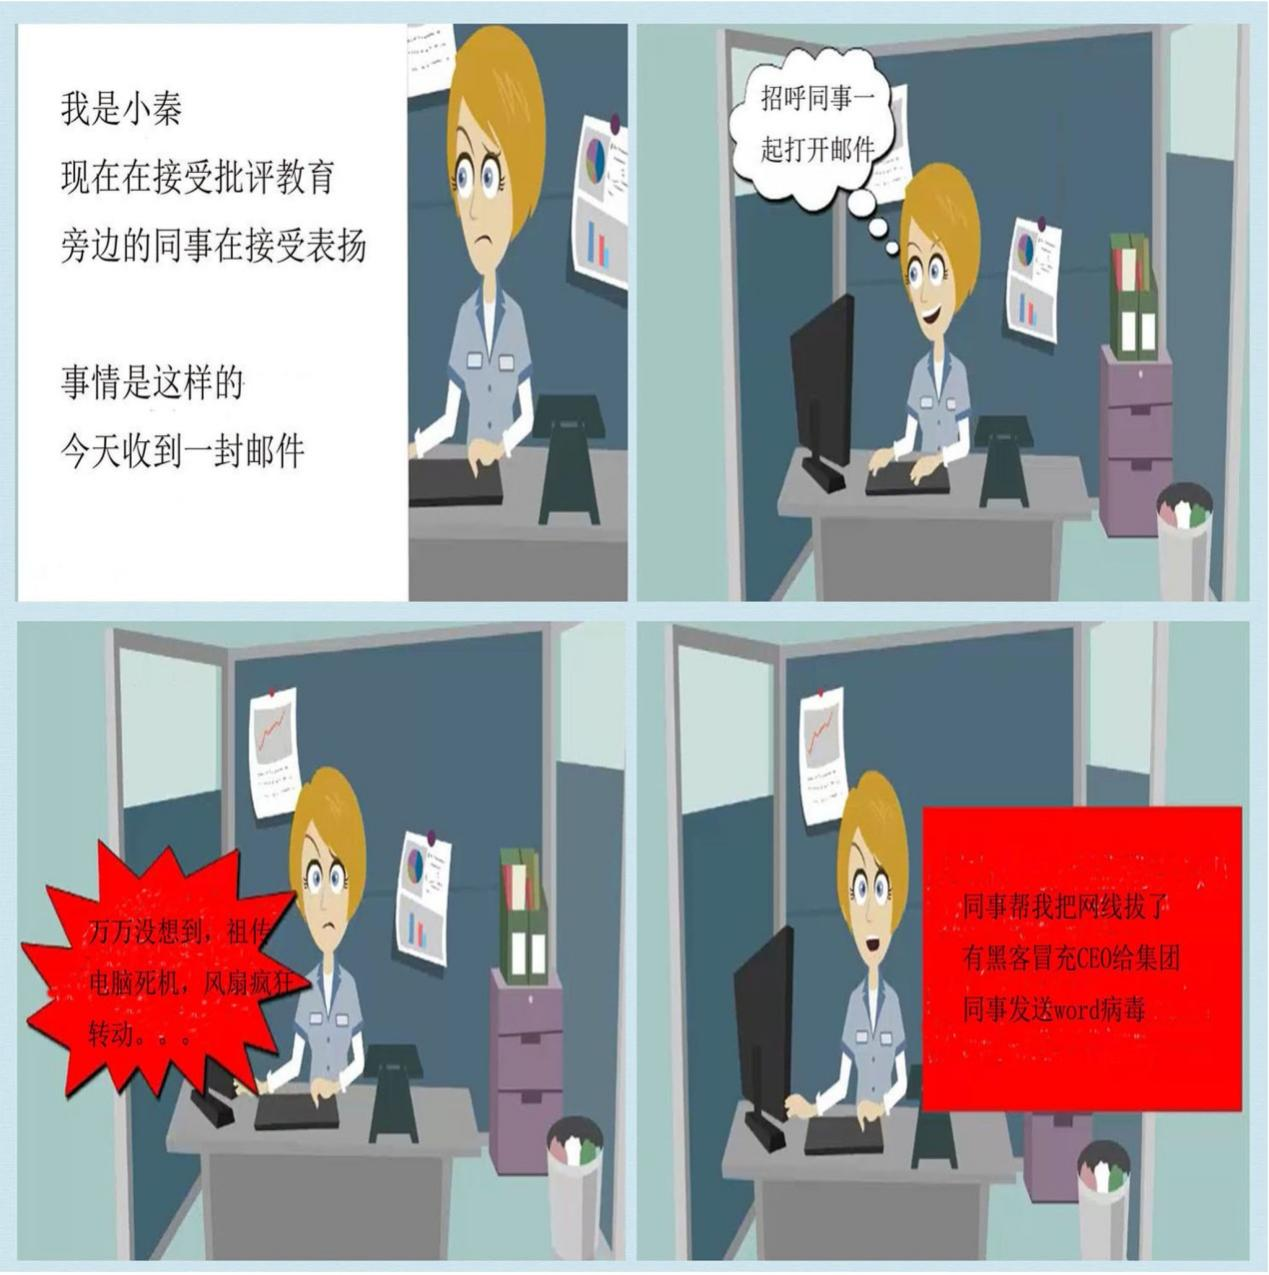 我是小秦
现在在接受批评教育
旁边的同事在接受表扬
事情是这样的
今天收到一封邮件
招呼同事一
起打开邮件
万万没想到，祖传
电脑死机，风扇疯狂
转动。。。
同事帮我把网线拔了
有黑客冒充CEO给集团
同事发送word病毒